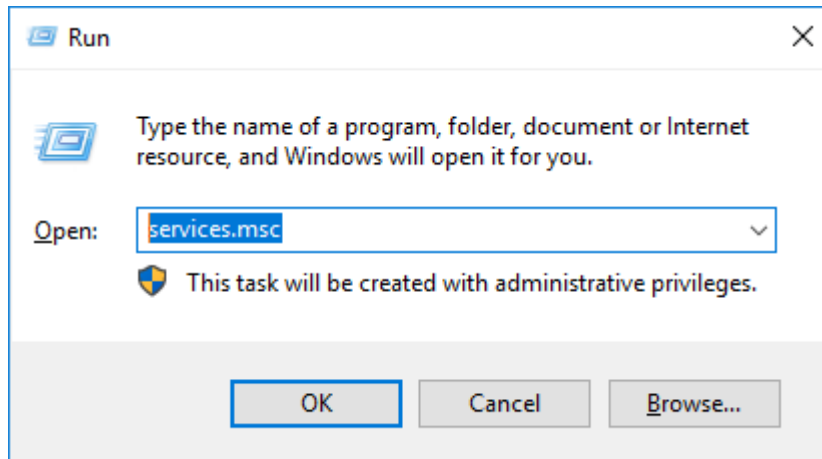 Run
Type the name of a program, folder, document or Internet
resource, and Windows will open it for you.
Open: services.msc
This task will be created with administrative privileges.
OK Cancel Browse...